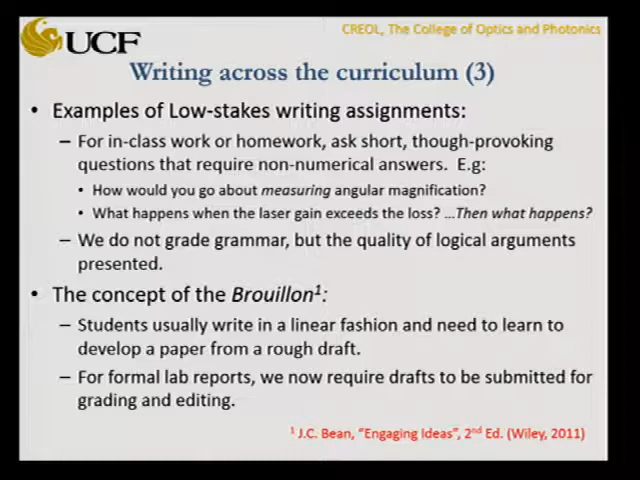 UCF
CREOL, The College of Optics and Photonics
Writing across the curriculum (3)
• Examples of Low-stakes writing assignments:
– For in-class work or homework, ask short, though-provoking
questions that require non-numerical answers. E.g:
• How would you go about measuring angular magnification?
• What happens when the laser gain exceeds the loss? ...Then what happens?
– We do not grade grammar, but the quality of logical arguments
presented.
• The concept of the Brouillon¹:
– Students usually write in a linear fashion and need to learn to
develop a paper from a rough draft.
– For formal lab reports, we now require drafts to be submitted for
grading and editing.
¹ J.C. Bean, "Engaging Ideas", 2nd Ed. (Wiley, 2011)